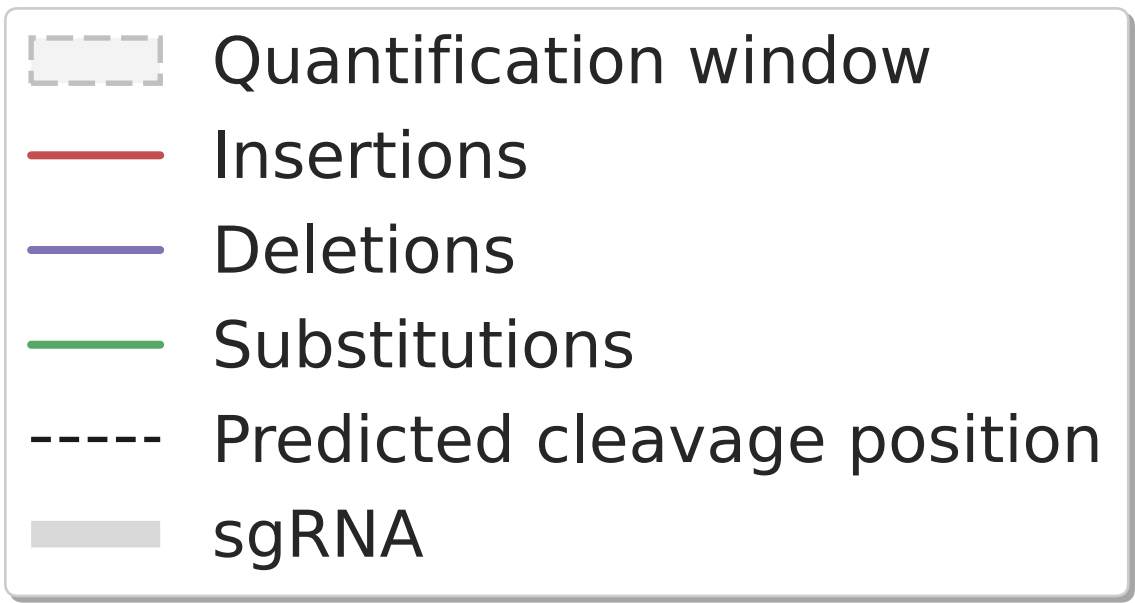 Quantification window
Insertions
Deletions
Substitutions
Predicted cleavage position
sgRNA